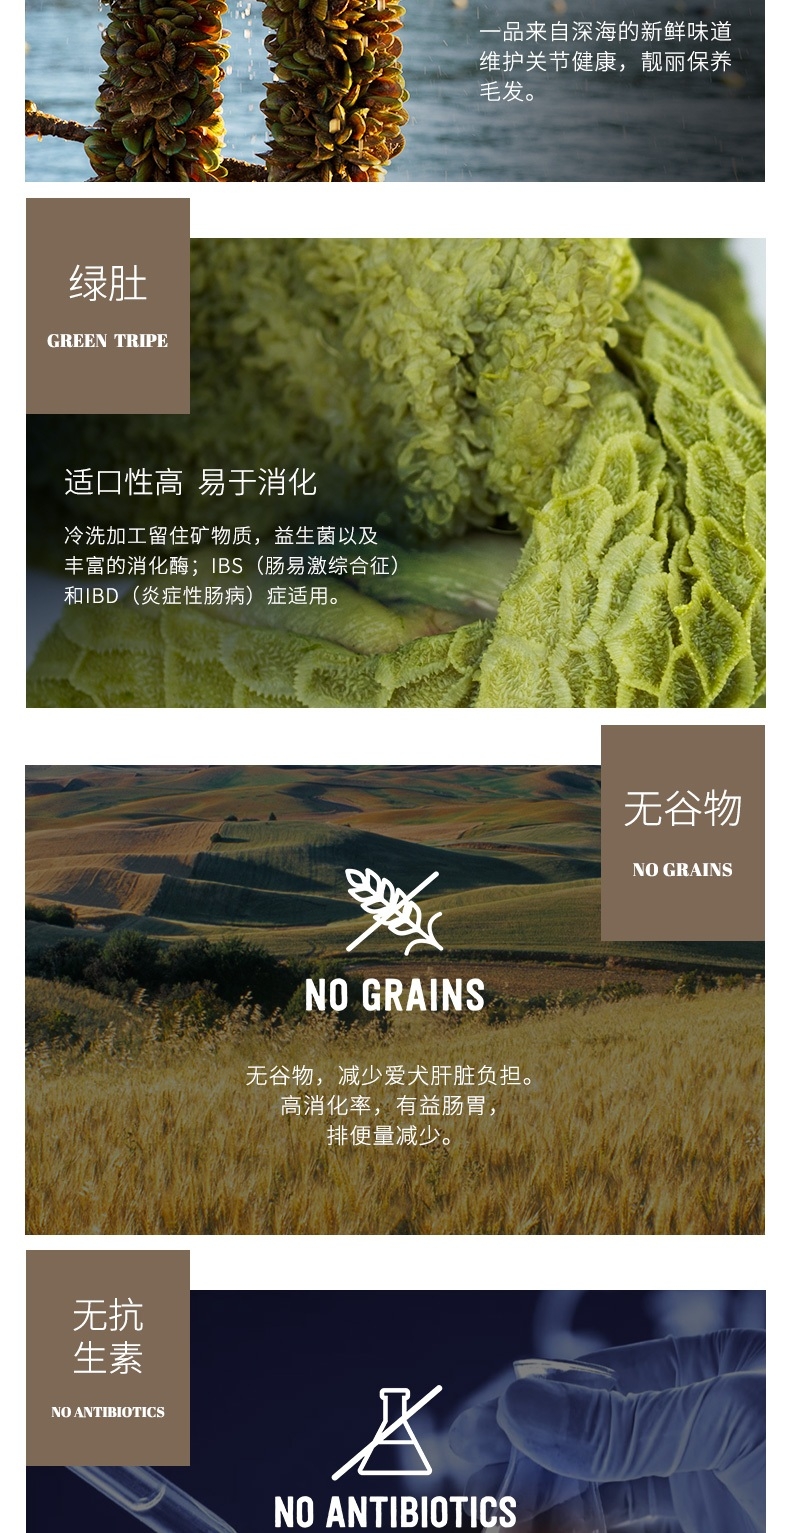 一品来自深海的新鲜味道
维护关节健康，靓丽保养
毛发。
绿肚
GREEN TRIPE
适口性高 易于消化
冷洗加工留住矿物质，益生菌以及
丰富的消化酶；IBS（肠易激综合征）
和IBD（炎症性肠病）症适用。
无谷物
NO GRAINS
NO GRAINS
无谷物，减少爱犬肝脏负担。
高消化率，有益肠胃，
排便量减少。
无抗
生素
NO ANTIBIOTICS
NO ANTIBIOTICS